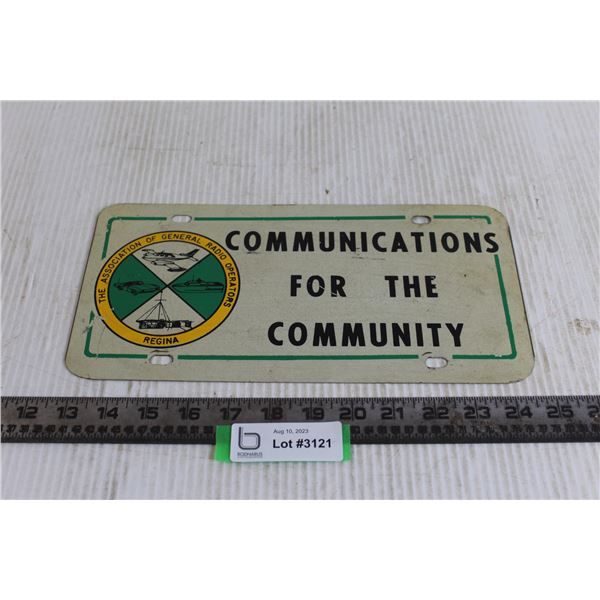 COMMUNICATIONS
FOR THE
COMMUNITY
THE ASSOCIATION OF GENERAL RADIO OPERATORS
REGINA
12 13 14 15 16 17 18 19 20 21 22 23 24 25
Aug 10, 2023
Lot #3121
b
BODNARUS